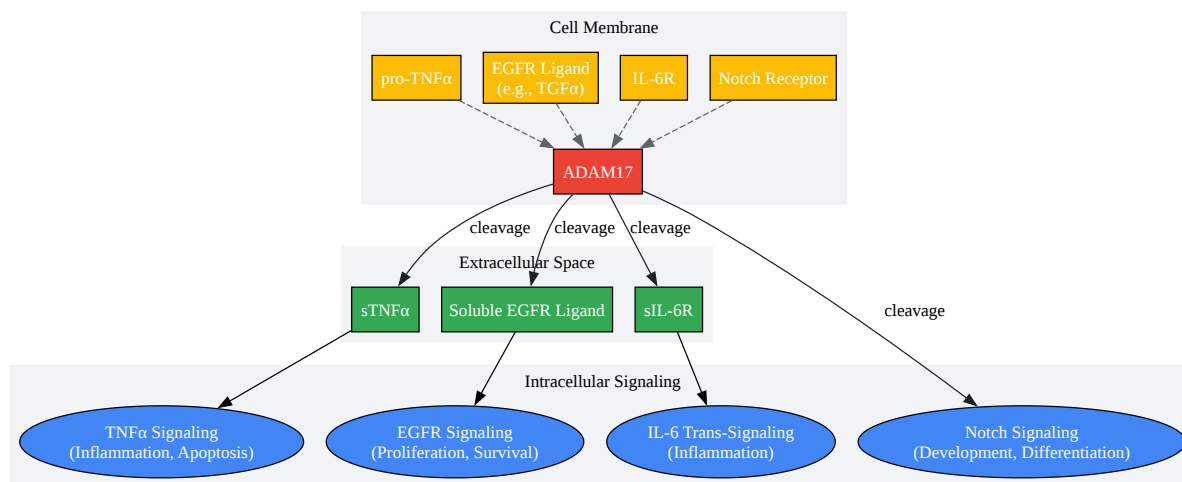 Cell Membrane
pro-TNFα
EGFR Ligand
(e.g., TGFα)
IL-6R
Notch Receptor
ADAM17
cleavage
cleavage
cleavage
Extracellular Space
sTNFα
Soluble EGFR Ligand
sIL-6R
cleavage
Intracellular Signaling
TNFα Signaling
(Inflammation, Apoptosis)
EGFR Signaling
(Proliferation, Survival)
IL-6 Trans-Signaling
(Inflammation)
Notch Signaling
(Development, Differentiation)